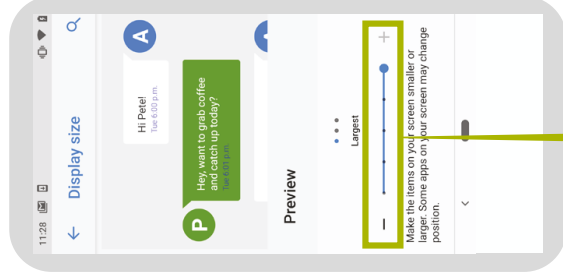 11:28
Display size
A
Hi Pete!
Tue 6:00 p.m.
P
Hey, want to grab coffee
and catch up today?
Tue 6:01 p.m.
Preview
Largest
Make the items on your screen smaller or
larger. Some apps on your screen may change
position.